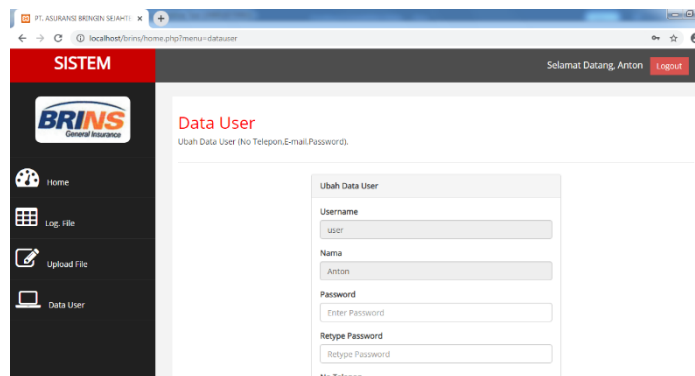 PT. ASURANSI BRINGIN SEJAHTE
localhost/brins/home.php?menu=datauser
SISTEM
Selamat Datang, Anton
Logout
BRINS
General Insurance
Data User
Ubah Data User (No Telepon,E-mail,Password).
Home
Log. File
Upload File
Data User
Ubah Data User
Username
user
Nama
Anton
Password
Enter Password
Retype Password
Retype Password
No Telepon